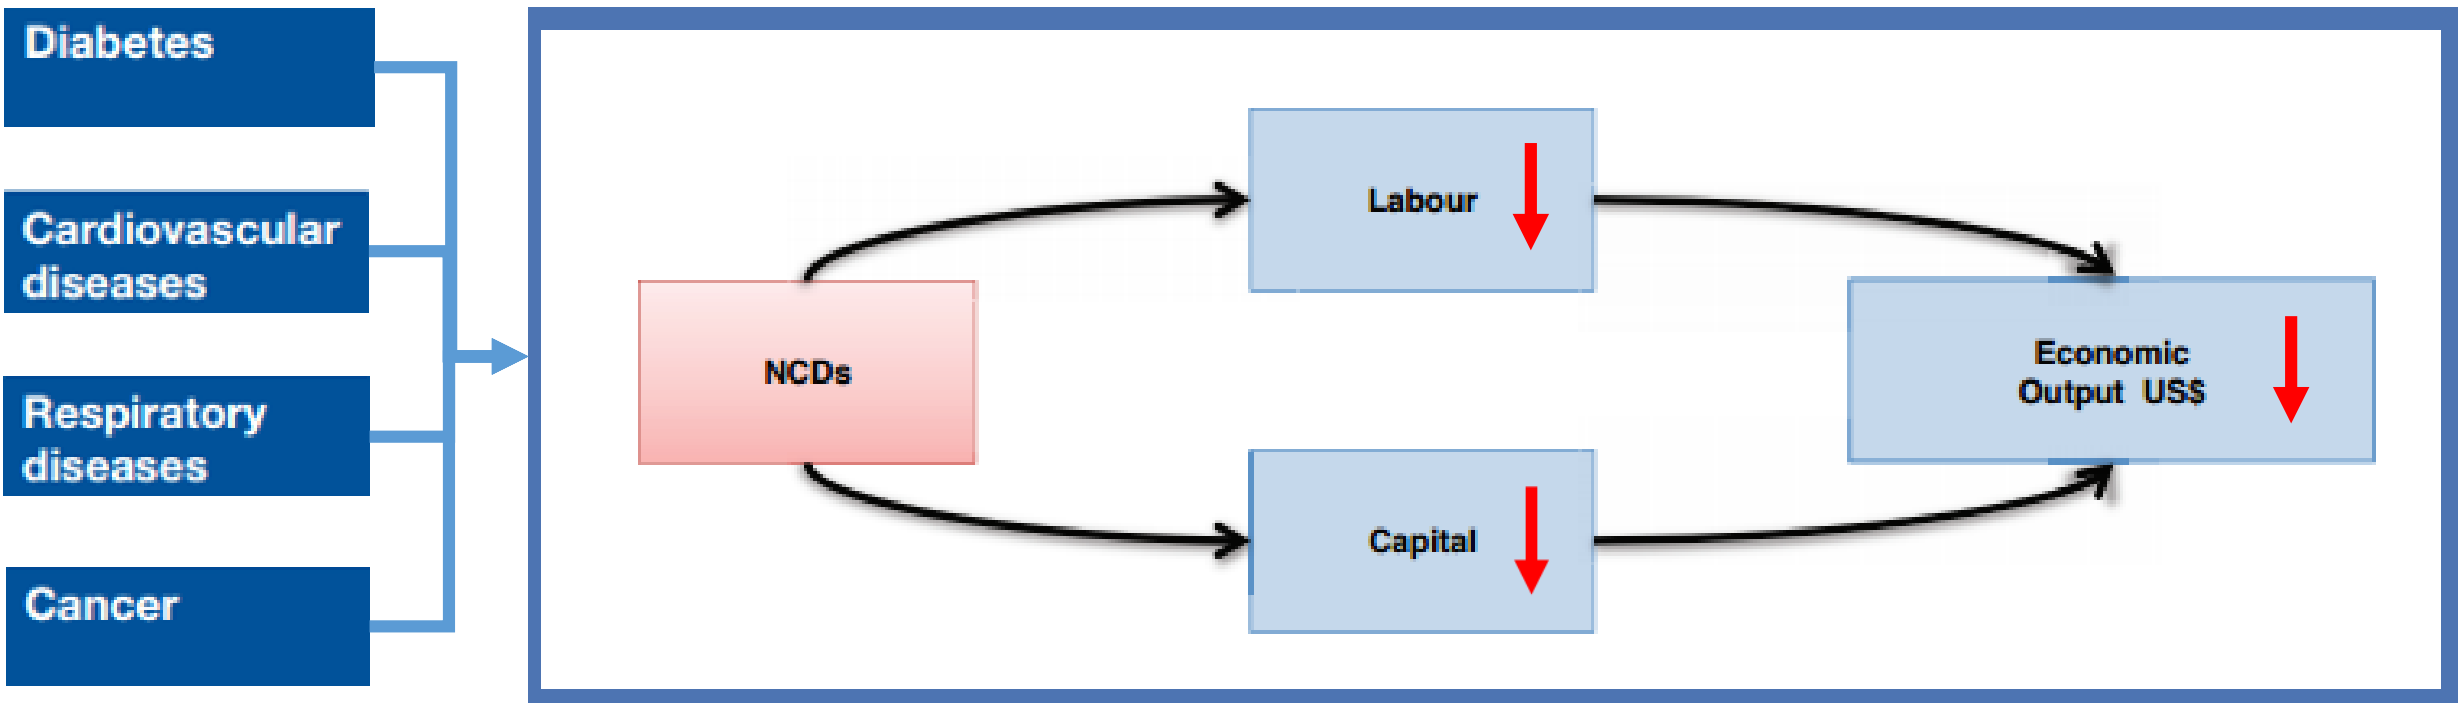 Diabetes
Cardiovascular
diseases
Respiratory
diseases
Cancer
NCDs
Labour
Capital
Economic
Output US$